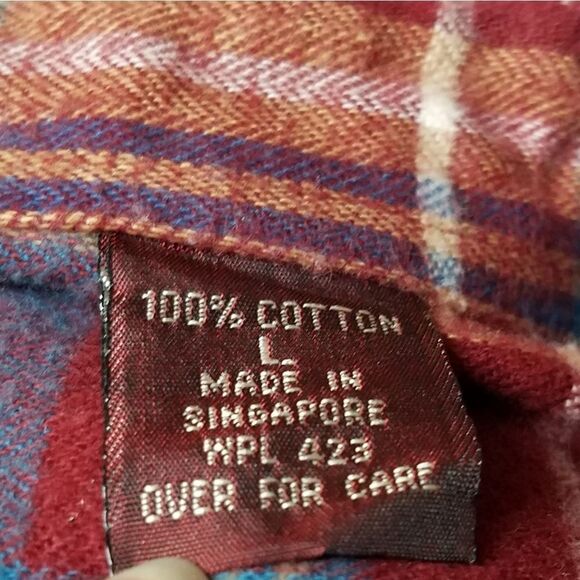 100% COTTON
L
MADE IN
SINGAPORE
WPL 423
OVER FOR CARE